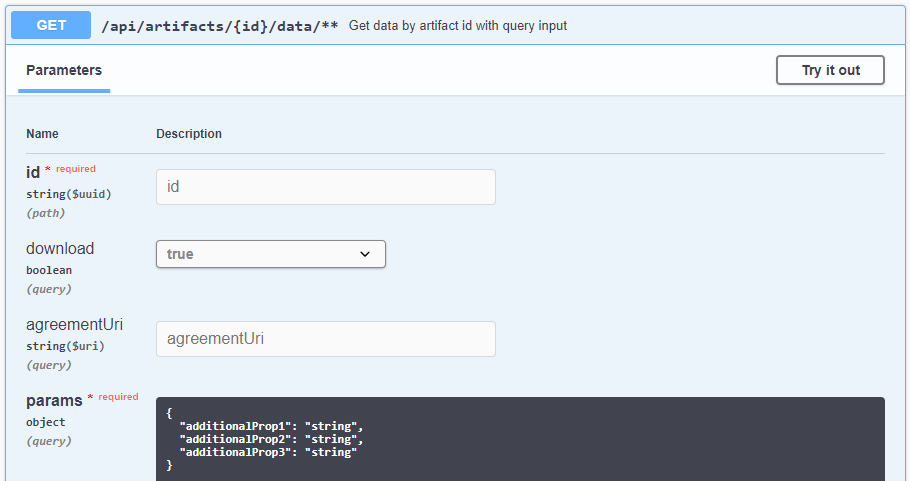 GET /api/artifacts/{id}/data/** Get data by artifact id with query input
Parameters Try it out
Name Description
id * required
string($uuid)
(path)
id
download
boolean
(query)
true
agreementUri
string($uri)
(query)
agreementUri
params * required
object
(query)
{
"additionalProp1": "string",
"additionalProp2": "string",
"additionalProp3": "string"
}